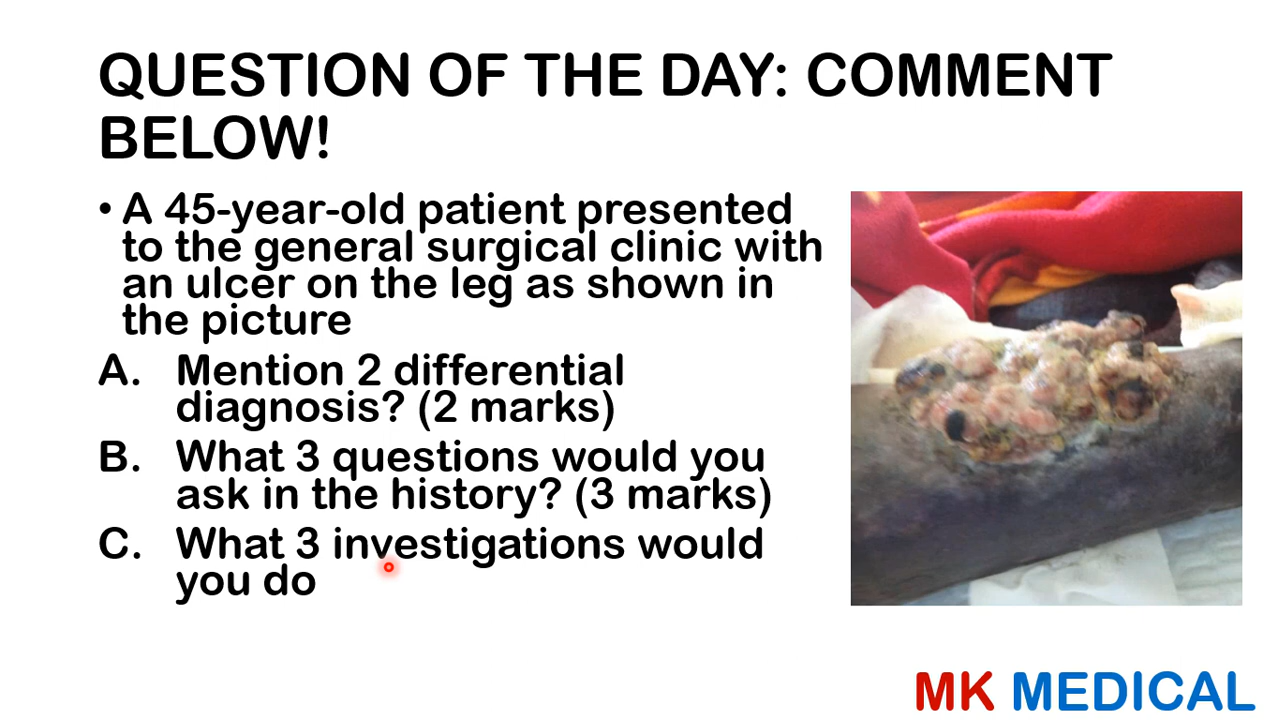 QUESTION OF THE DAY: COMMENT
BELOW!
• A 45-year-old patient presented
to the general surgical clinic with
an ulcer on the leg as shown in
the picture
A. Mention 2 differential
diagnosis? (2 marks)
B. What 3 questions would you
ask in the history? (3 marks)
C. What 3 investigations would
you do
MK MEDICAL